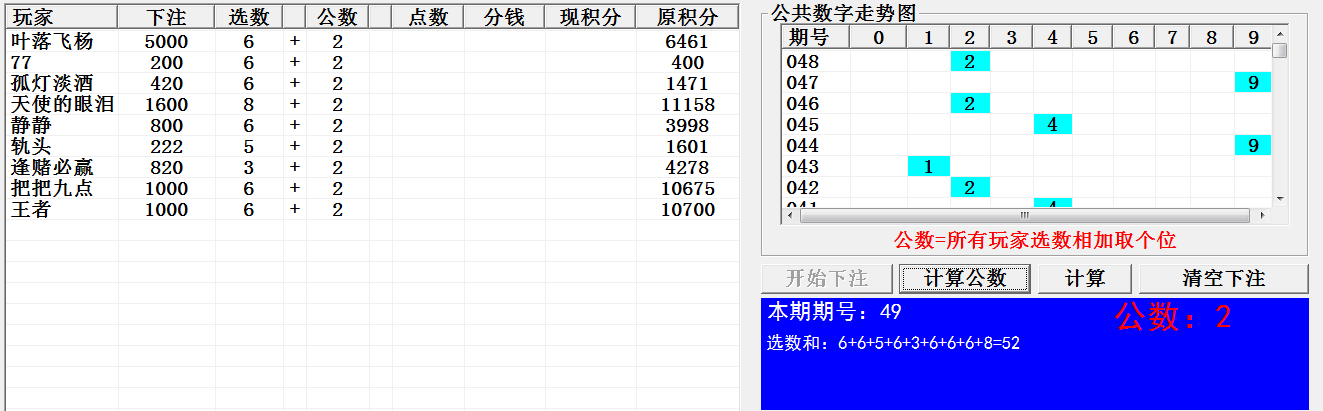 玩家 下注 选数 公数 点数 分钱 现积分 原积分
叶落飞杨 5000 6 + 2 6461
77 200 6 + 2 400
孤灯淡酒 420 6 + 2 1471
天使的眼泪 1600 8 + 2 11158
静静 800 6 + 2 3998
轨头 222 5 + 2 1601
逢赌必赢 820 3 + 2 4278
把把九点 1000 6 + 2 10675
王者 1000 6 + 2 10700
公共数字走势图
期号 0 1 2 3 4 5 6 7 8 9
048 2
047 9
046 2
045 4
044 9
043 1
042 2
041 4
公数=所有玩家选数相加取个位
开始下注 计算公数 计算 清空下注
本期期号：49 公数：2
选数和：6+6+5+6+3+6+6+6+8=52